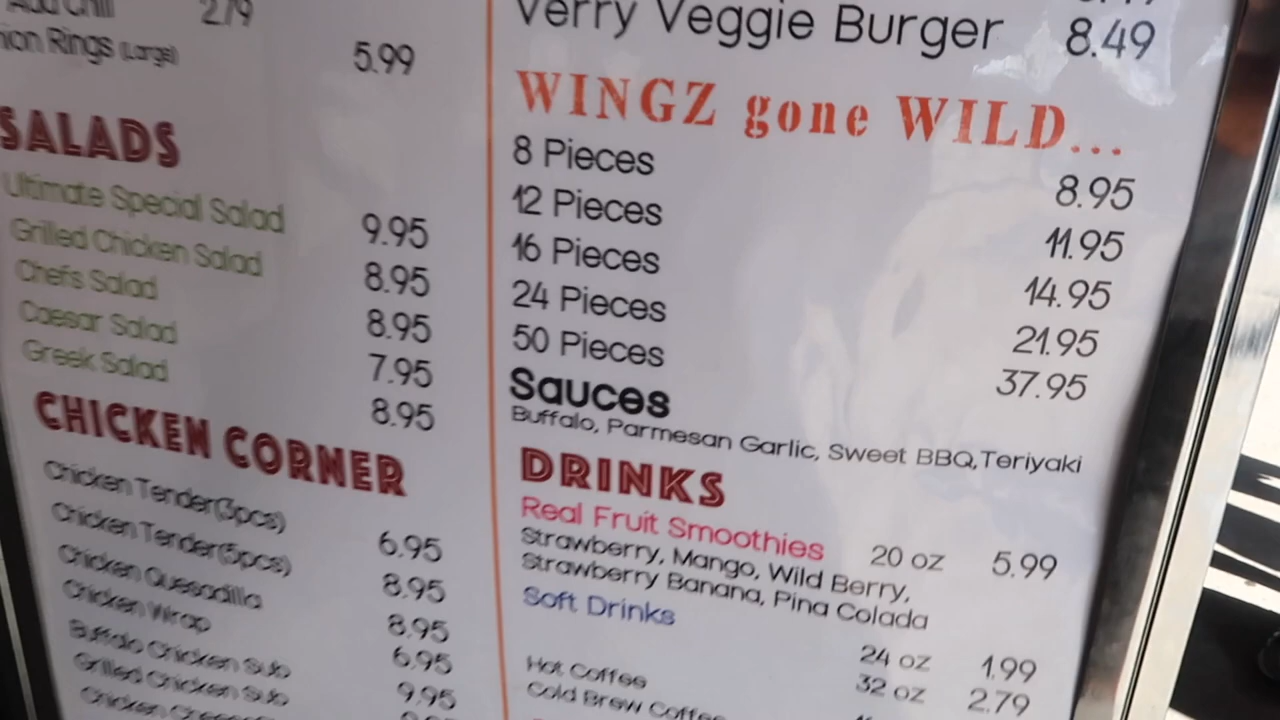 Add Chili 2.79
Rings (Large) 5.99
SALADS
Ultimate Special Salad 9.95
Grilled Chicken Salad 8.95
Chefs Salad 8.95
Caesar Salad 7.95
Greek Salad 8.95
CHICKEN CORNER
Chicken Tender(3pcs) 6.95
Chicken Tender(5pcs) 8.95
Chicken Quesadilla 8.95
Chicken Wrap 6.95
Buffalo Chicken Sub 9.95
Grilled Chicken Sub
Chicken
Verry Veggie Burger 8.49
WINGZ gone WILD...
8 Pieces 8.95
12 Pieces 11.95
16 Pieces 14.95
24 Pieces 21.95
50 Pieces 37.95
Sauces
Buffalo, Parmesan Garlic, Sweet BBQ,Teriyaki
DRINKS
Real Fruit Smoothies 20 oz 5.99
Strawberry, Mango, Wild Berry,
Strawberry Banana, Pina Colada
Soft Drinks
24 oz 1.99
32 oz 2.79
Hot Coffee
Cold Brew Coffee